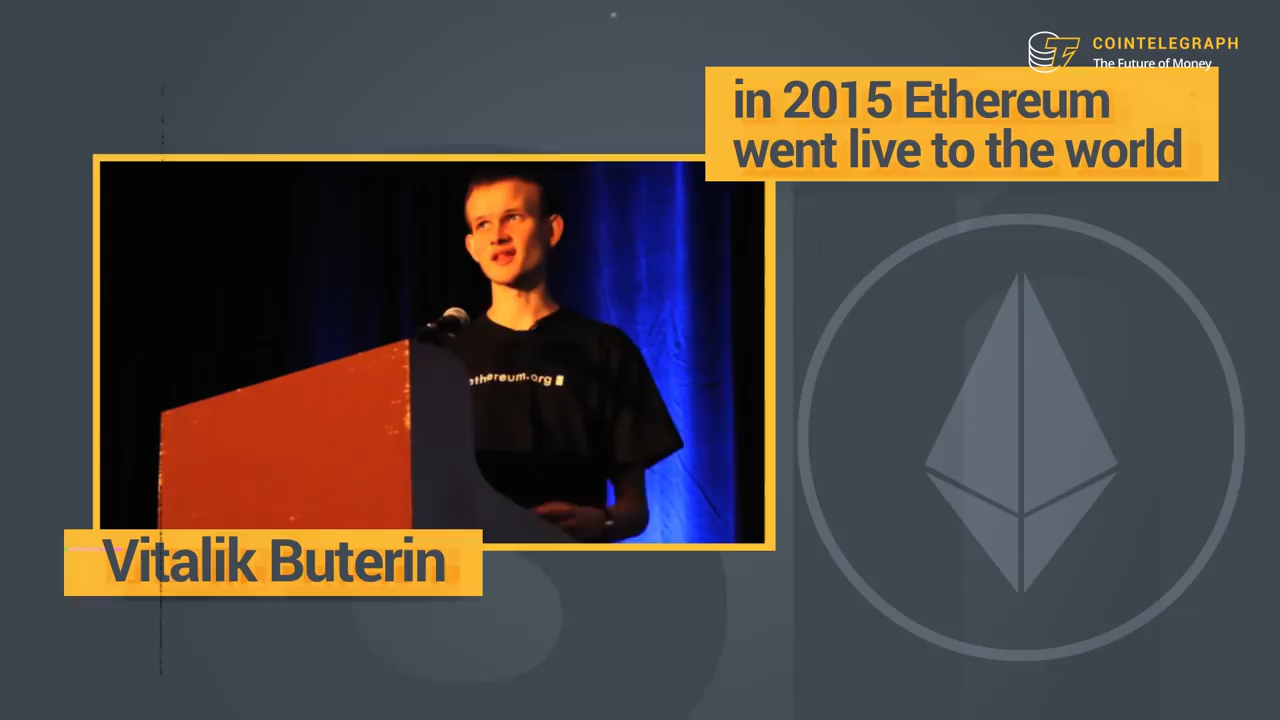 COINTELEGRAPH
The Future of Money
in 2015 Ethereum
went live to the world
ethereum.org
Vitalik Buterin